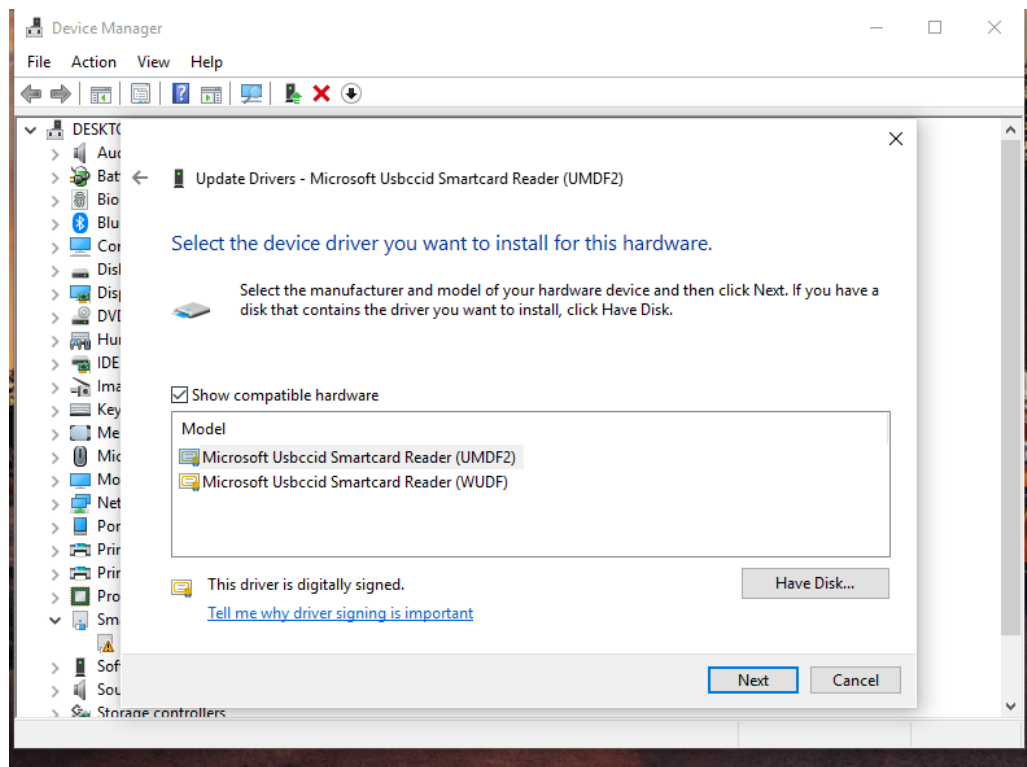 Device Manager
File Action View Help
DESKTO
Aud
Bat
Bio
Blu
Cor
Disl
Disp
DVD
Hur
IDE
Ima
Key
Me
Mic
Mo
Net
Por
Prin
Prin
Pro
Sm
Sof
Sou
Storage controllers
Update Drivers - Microsoft Usbccid Smartcard Reader (UMDF2)
Select the device driver you want to install for this hardware.
Select the manufacturer and model of your hardware device and then click Next. If you have a
disk that contains the driver you want to install, click Have Disk.
Show compatible hardware
Model
Microsoft Usbccid Smartcard Reader (UMDF2)
Microsoft Usbccid Smartcard Reader (WUDF)
This driver is digitally signed.
Have Disk...
Tell me why driver signing is important
Next
Cancel